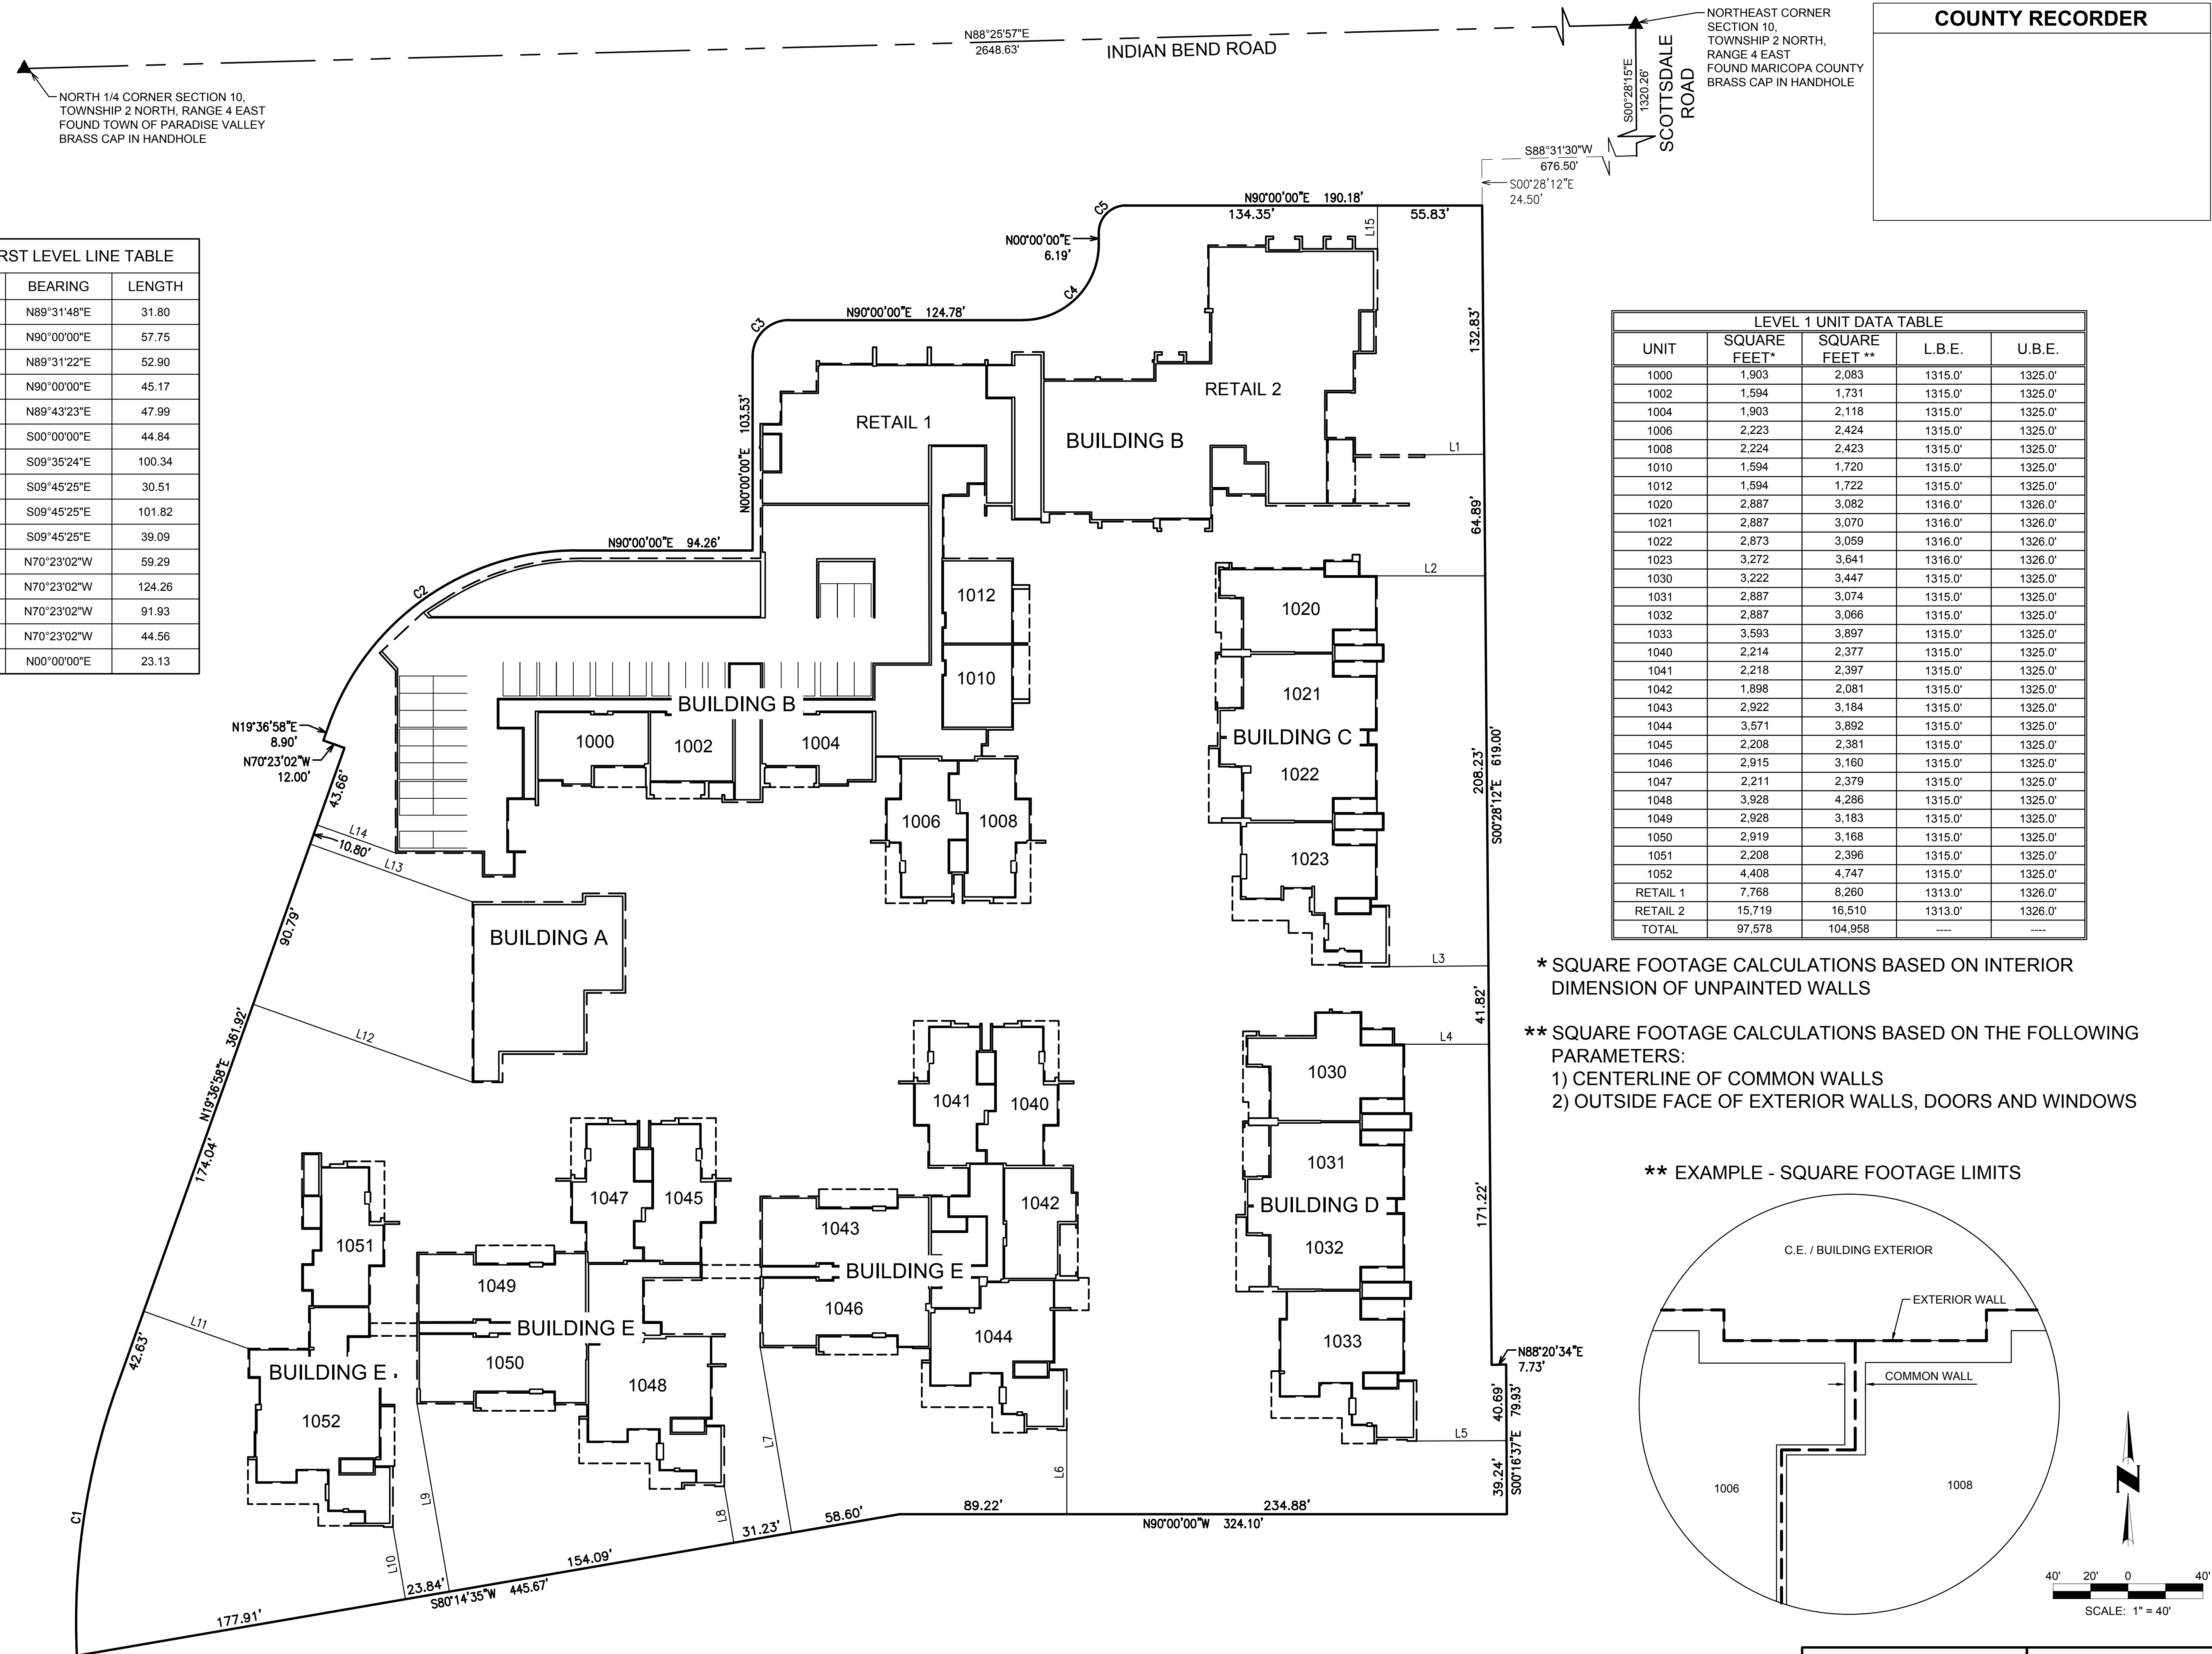 N88°25'57"E
2648.63'
INDIAN BEND ROAD
NORTH 1/4 CORNER SECTION 10,
TOWNSHIP 2 NORTH, RANGE 4 EAST
FOUND TOWN OF PARADISE VALLEY
BRASS CAP IN HANDHOLE
NORTHEAST CORNER
SECTION 10,
TOWNSHIP 2 NORTH,
RANGE 4 EAST
FOUND MARICOPA COUNTY
BRASS CAP IN HANDHOLE
S00°28'15"E
1320.26'
SCOTTSDALE
ROAD
S88°31'30"W
676.50'
S00°28'12"E
24.50'
COUNTY RECORDER
RST LEVEL LINE TABLE
BEARING LENGTH
N89°31'48"E 31.80
N90°00'00"E 57.75
N89°31'22"E 52.90
N90°00'00"E 45.17
N89°43'23"E 47.99
S00°00'00"E 44.84
S09°35'24"E 100.34
S09°45'25"E 30.51
S09°45'25"E 101.82
S09°45'25"E 39.09
N70°23'02"W 59.29
N70°23'02"W 124.26
N70°23'02"W 91.93
N70°23'02"W 44.56
N00°00'00"E 23.13
N90°00'00"E 190.18'
134.35'
55.83'
L15
C5
N00°00'00"E
6.19'
C4
N90°00'00"E 124.78'
C3
N00°00'00"E 103.53'
N90°00'00"E 94.26'
C2
N19°36'58"E
8.90'
N70°23'02"W
12.00'
43.66'
L14
10.80'
L13
90.79'
L12
N19°36'58"E 361.92'
174.04'
L11
42.63'
C1
RETAIL 1
RETAIL 2
BUILDING B
L1
132.83'
64.89'
L2
1012
1010
BUILDING B
1000
1002
1004
1006
1008
1020
1021
BUILDING C
1022
1023
208.23'
S00°28'12"E 619.00'
L3
41.82'
L4
BUILDING A
1030
1031
BUILDING D
1032
1033
171.22'
N88°20'34"E
7.73'
40.69'
L5
39.24'
S00°16'37"E 79.93'
1041
1040
1042
1043
BUILDING E
1046
1044
1047
1045
1049
BUILDING E
1050
1048
1051
BUILDING E
1052
L10
L9
L8
L7
L6
177.91'
23.84'
S80°14'35"W 445.67'
154.09'
31.23'
58.60'
89.22'
234.88'
N90°00'00"W 324.10'
LEVEL 1 UNIT DATA TABLE
UNIT SQUARE FEET* SQUARE FEET ** L.B.E. U.B.E.
1000 1,903 2,083 1315.0' 1325.0'
1002 1,594 1,731 1315.0' 1325.0'
1004 1,903 2,118 1315.0' 1325.0'
1006 2,223 2,424 1315.0' 1325.0'
1008 2,224 2,423 1315.0' 1325.0'
1010 1,594 1,720 1315.0' 1325.0'
1012 1,594 1,722 1315.0' 1325.0'
1020 2,887 3,082 1316.0' 1326.0'
1021 2,887 3,070 1316.0' 1326.0'
1022 2,873 3,059 1316.0' 1326.0'
1023 3,272 3,641 1316.0' 1326.0'
1030 3,222 3,447 1315.0' 1325.0'
1031 2,887 3,074 1315.0' 1325.0'
1032 2,887 3,066 1315.0' 1325.0'
1033 3,593 3,897 1315.0' 1325.0'
1040 2,214 2,377 1315.0' 1325.0'
1041 2,218 2,397 1315.0' 1325.0'
1042 1,898 2,081 1315.0' 1325.0'
1043 2,922 3,184 1315.0' 1325.0'
1044 3,571 3,892 1315.0' 1325.0'
1045 2,208 2,381 1315.0' 1325.0'
1046 2,915 3,160 1315.0' 1325.0'
1047 2,211 2,379 1315.0' 1325.0'
1048 3,928 4,286 1315.0' 1325.0'
1049 2,928 3,183 1315.0' 1325.0'
1050 2,919 3,168 1315.0' 1325.0'
1051 2,208 2,396 1315.0' 1325.0'
1052 4,408 4,747 1315.0' 1325.0'
RETAIL 1 7,768 8,260 1313.0' 1326.0'
RETAIL 2 15,719 16,510 1313.0' 1326.0'
TOTAL 97,578 104,958 ---- ----
* SQUARE FOOTAGE CALCULATIONS BASED ON INTERIOR
DIMENSION OF UNPAINTED WALLS
** SQUARE FOOTAGE CALCULATIONS BASED ON THE FOLLOWING
PARAMETERS:
1) CENTERLINE OF COMMON WALLS
2) OUTSIDE FACE OF EXTERIOR WALLS, DOORS AND WINDOWS
** EXAMPLE - SQUARE FOOTAGE LIMITS
C.E. / BUILDING EXTERIOR
EXTERIOR WALL
COMMON WALL
1006
1008
N
40' 20' 0 40'
SCALE: 1" = 40'